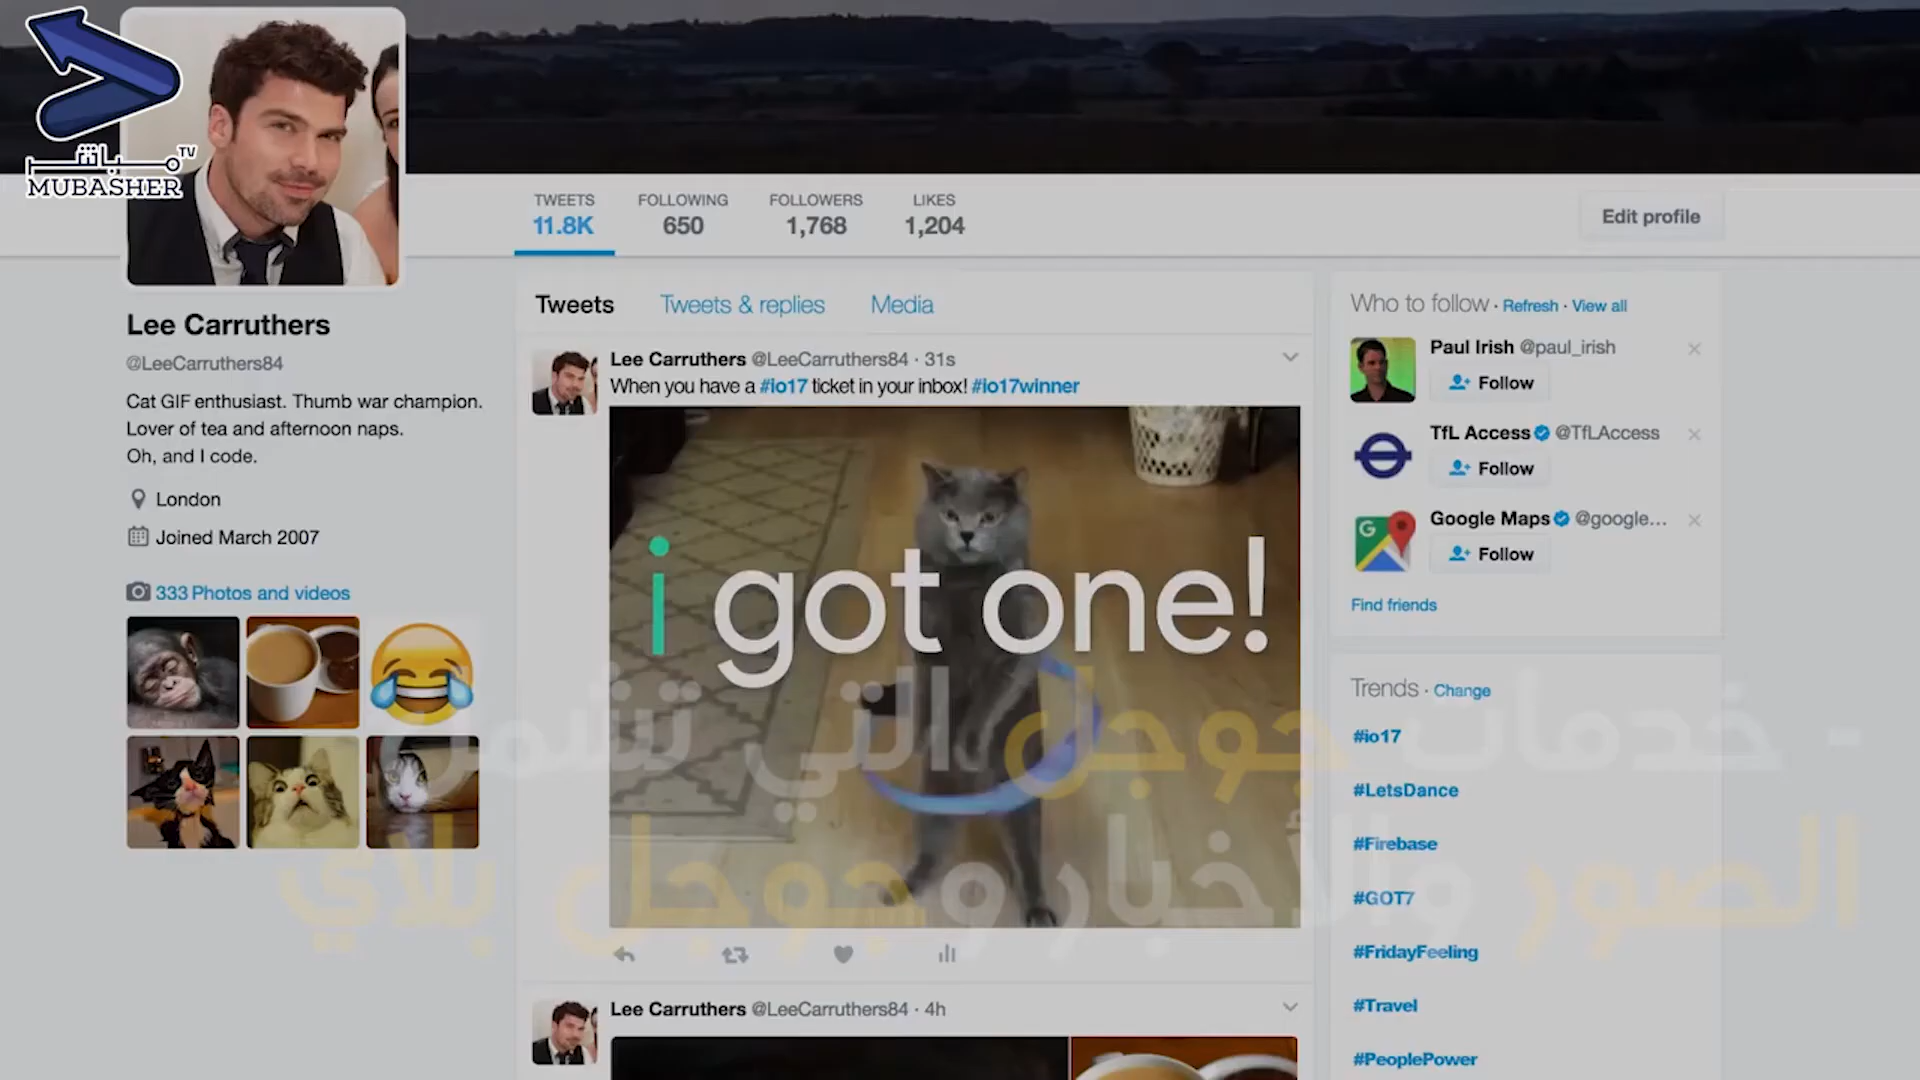 مباشر TV
MUBASHER
TWEETS
11.8K
FOLLOWING
650
FOLLOWERS
1,768
LIKES
1,204
Edit profile
Lee Carruthers
@LeeCarruthers84
Cat GIF enthusiast. Thumb war champion.
Lover of tea and afternoon naps.
Oh, and I code.
London
Joined March 2007
333 Photos and videos
Tweets
Tweets & replies
Media
Lee Carruthers @LeeCarruthers84 · 31s
When you have a #io17 ticket in your inbox! #io17winner
i got one!
Lee Carruthers @LeeCarruthers84 · 4h
Who to follow · Refresh · View all
Paul Irish @paul_irish
Follow
TfL Access @TfLAccess
Follow
Google Maps @google...
Follow
Find friends
Trends · Change
#io17
#LetsDance
#Firebase
#GOT7
#FridayFeeling
#Travel
#PeoplePower
- خدمات جوجل التي تشمل
الصور والأخبار وجوجل بلاي